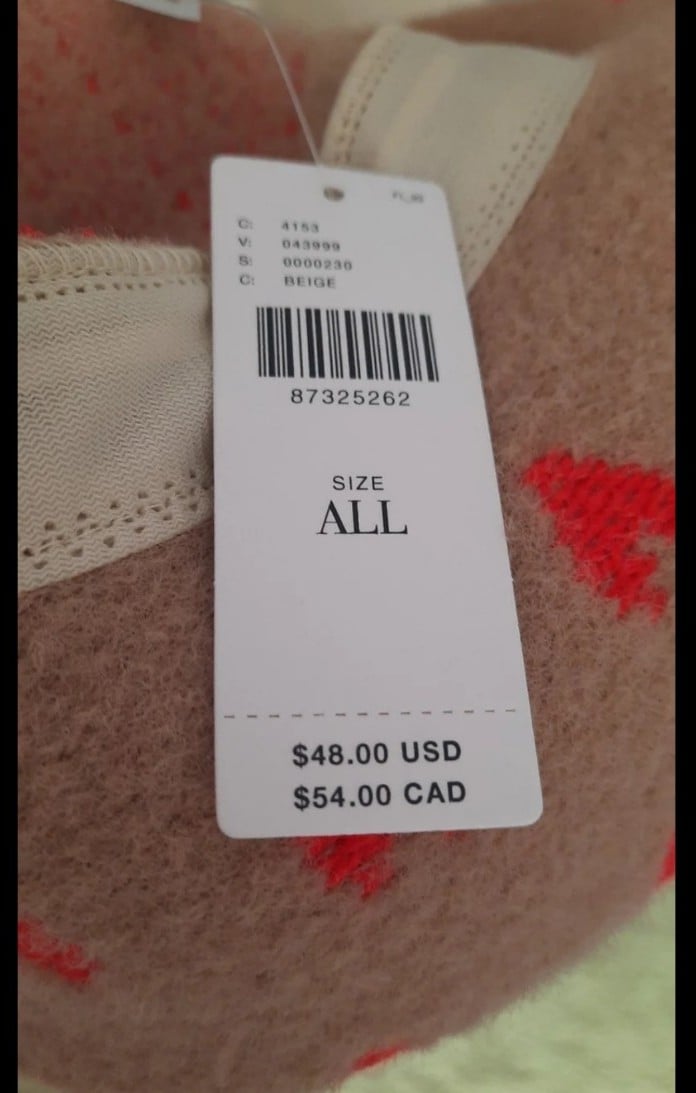 C: 4153
V: 043999
S: 0000230
C: BEIGE
87325262
SIZE
ALL
$48.00 USD
$54.00 CAD